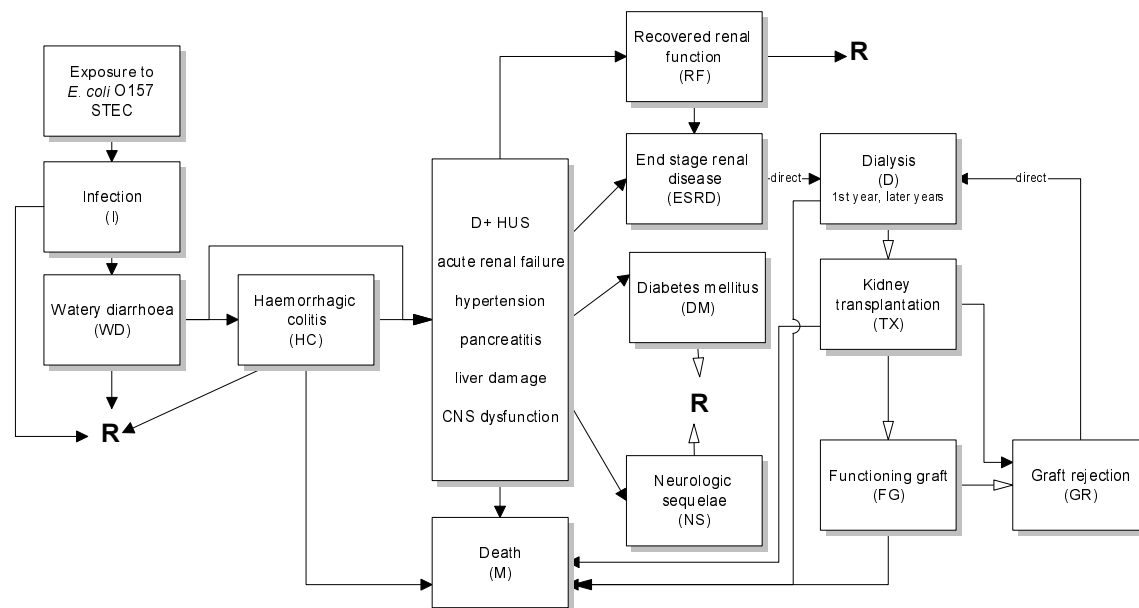 Exposure to
E. coli O157
STEC
Infection
(I)
Watery diarrhoea
(WD)
R
Haemorrhagic
colitis
(HC)
D+ HUS
acute renal failure
hypertension
pancreatitis
liver damage
CNS dysfunction
Death
(M)
Recovered renal
function
(RF)
R
End stage renal
disease
(ESRD)
direct
Diabetes mellitus
(DM)
R
Neurologic
sequelae
(NS)
Dialysis
(D)
1st year, later years
direct
Kidney
transplantation
(TX)
Functioning graft
(FG)
Graft rejection
(GR)